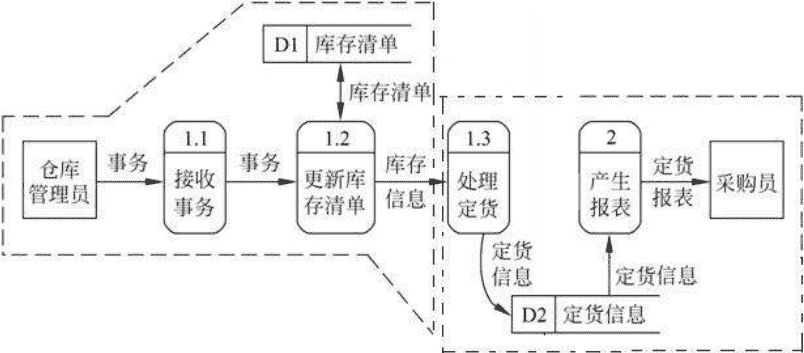 D1 库存清单
库存清单
仓库
管理员
事务
1.1
接收
事务
事务
1.2
更新库
存清单
库存
信息
1.3
处理
定货
2
产生
报表
定货
报表
采购员
定货
信息
定货信息
D2 定货信息